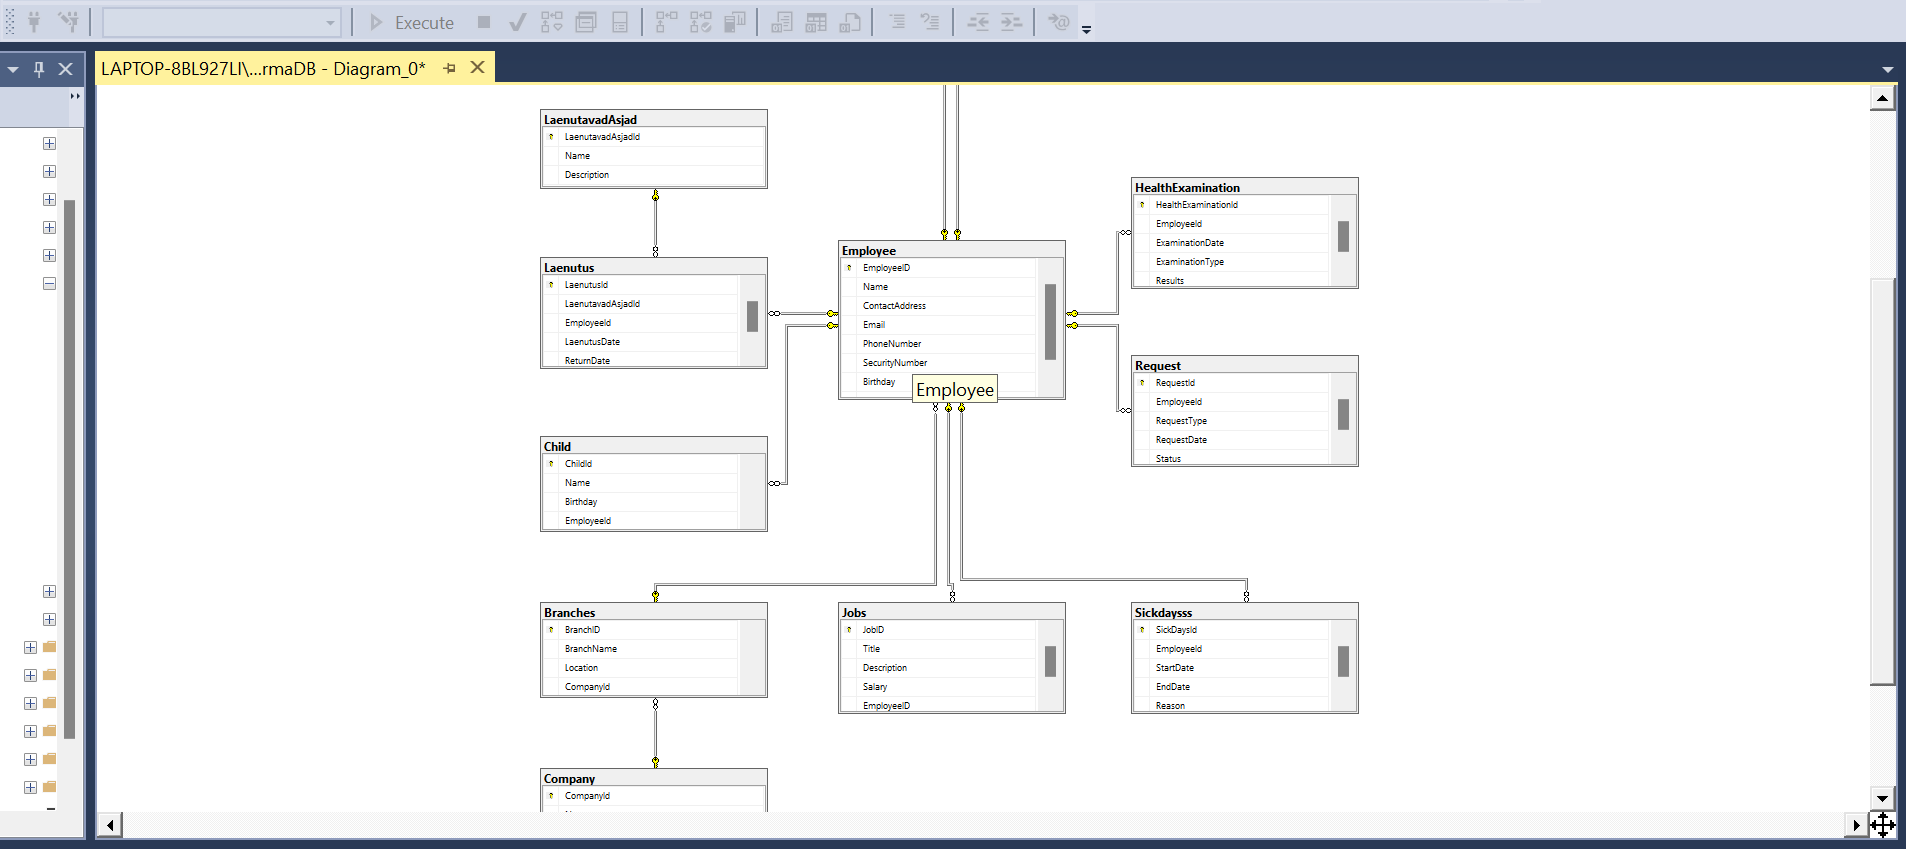 Execute
LAPTOP-8BL927LI\...rmaDB - Diagram_0*
LaenutavadAsjad
LaenutavadAsjadId
Name
Description
Laenutus
LaenutusId
LaenutavadAsjadId
EmployeeId
LaenutusDate
ReturnDate
Child
ChildId
Name
Birthday
EmployeeId
Employee
EmployeeID
Name
ContactAddress
Email
PhoneNumber
SecurityNumber
Birthday
Employee
HealthExamination
HealthExaminationId
EmployeeId
ExaminationDate
ExaminationType
Results
Request
RequestId
EmployeeId
RequestType
RequestDate
Status
Branches
BranchID
BranchName
Location
CompanyId
Jobs
JobID
Title
Description
Salary
EmployeeID
Sickdaysss
SickDaysId
EmployeeId
StartDate
EndDate
Reason
Company
CompanyId